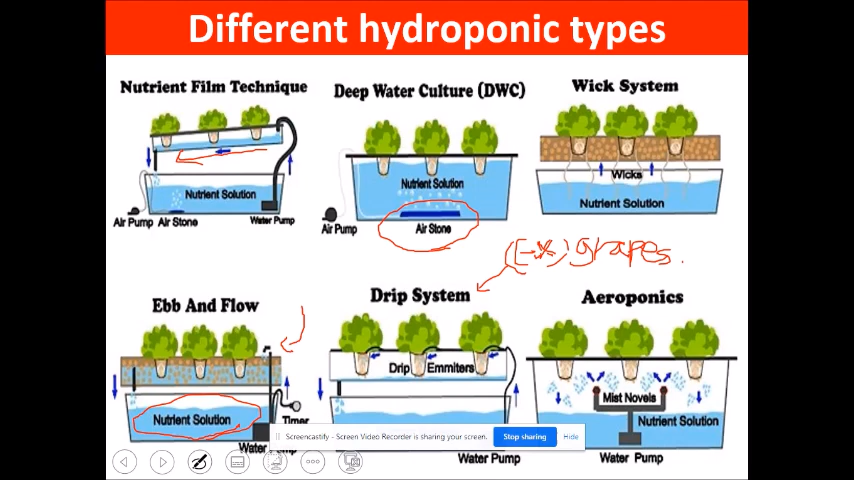 Different hydroponic types
Nutrient Film Technique
Deep Water Culture (DWC)
Wick System
Nutrient Solution
Air Pump Air Stone
Water Pump
Nutrient Solution
Air Pump
Air Stone
Wicks
Nutrient Solution
(Ex) grapes.
Ebb And Flow
Drip System
Aeroponics
Nutrient Solution
Timer
Drip Emmiters
Water Pump
Mist Novels
Nutrient Solution
Water Pump
Screencastify - Screen Video Recorder is sharing your screen.
Stop sharing
Hide